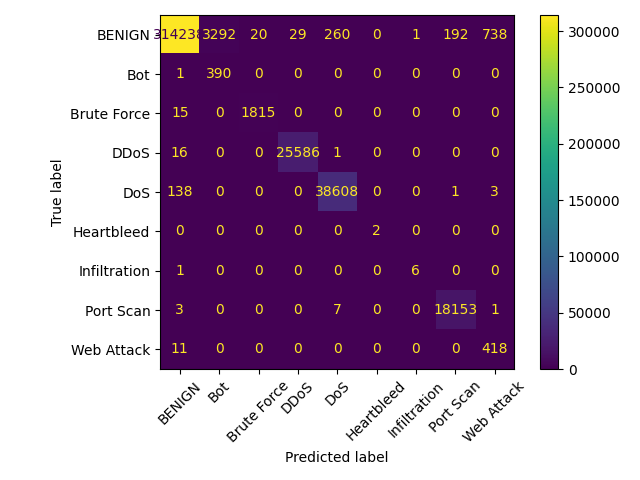 BENIGN 314238 3292 20 29 260 0 1 192 738
Bot 1 390 0 0 0 0 0 0 0
Brute Force 15 0 1815 0 0 0 0 0 0
DDoS 16 0 0 25586 1 0 0 0 0
DoS 138 0 0 0 38608 0 0 1 3
Heartbleed 0 0 0 0 0 2 0 0 0
Infiltration 1 0 0 0 0 0 6 0 0
Port Scan 3 0 0 0 7 0 0 18153 1
Web Attack 11 0 0 0 0 0 0 0 418
BENIGN Bot Brute Force DDoS DoS Heartbleed Infiltration Port Scan Web Attack
Predicted label
True label
300000
250000
200000
150000
100000
50000
0